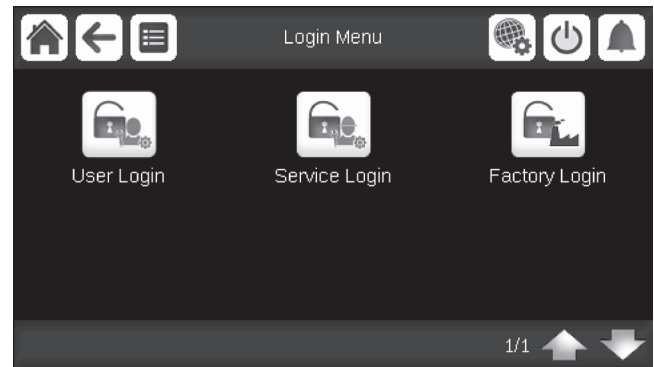 Login Menu
User Login
Service Login
Factory Login
1/1